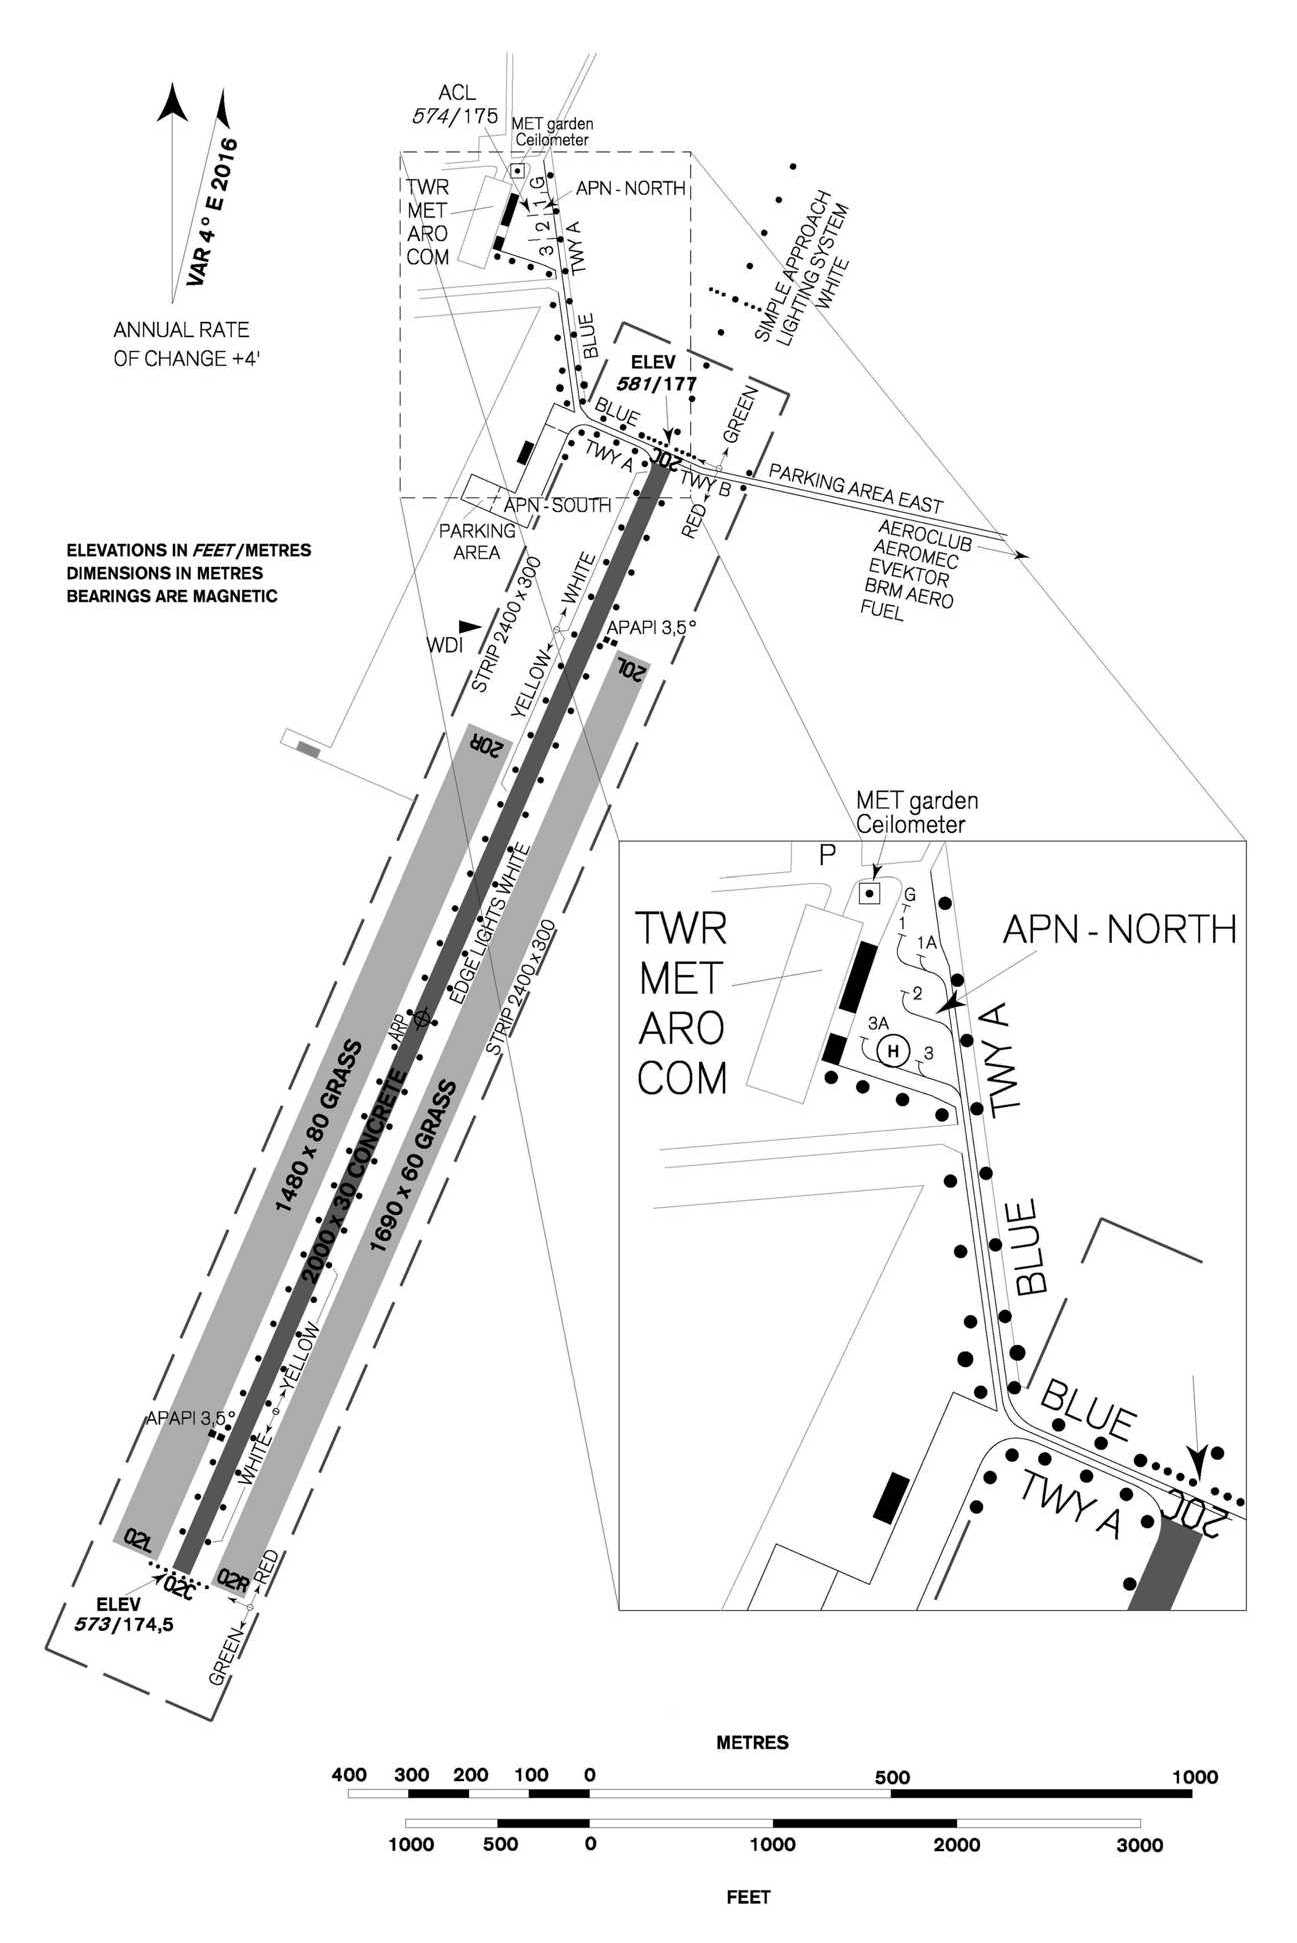 ACL
574/175
MET garden
Ceilometer
VAR 4° E 2016
ANNUAL RATE
OF CHANGE +4'
TWR
MET
ARO
COM
G
1
2
3
APN - NORTH
TWY A
BLUE
SIMPLE APPROACH
LIGHTING SYSTEM
WHITE
ELEV
581/177
BLUE
GREEN
TWY A
20C
TWY B
RED
PARKING AREA EAST
AEROCLUB
AEROMEC
EVEKTOR
BRM AERO
FUEL
APN - SOUTH
PARKING
AREA
ELEVATIONS IN FEET/METRES
DIMENSIONS IN METRES
BEARINGS ARE MAGNETIC
STRIP 2400 x 300
WHITE
WDI
APAPI 3,5°
YELLOW
20L
20R
EDGE LIGHTS WHITE
STRIP 2400 x 300
ARP
1480 x 80 GRASS
2000 x 30 CONCRETE
1690 x 60 GRASS
YELLOW
APAPI 3,5°
WHITE
02L
02C
02R
RED
ELEV
573/174,5
GREEN
MET garden
Ceilometer
P
TWR
MET
ARO
COM
G
1
1A
2
3A
H
3
APN - NORTH
TWY A
BLUE
BLUE
TWY A
20C
METRES
400 300 200 100 0 500 1000
1000 500 0 1000 2000 3000
FEET